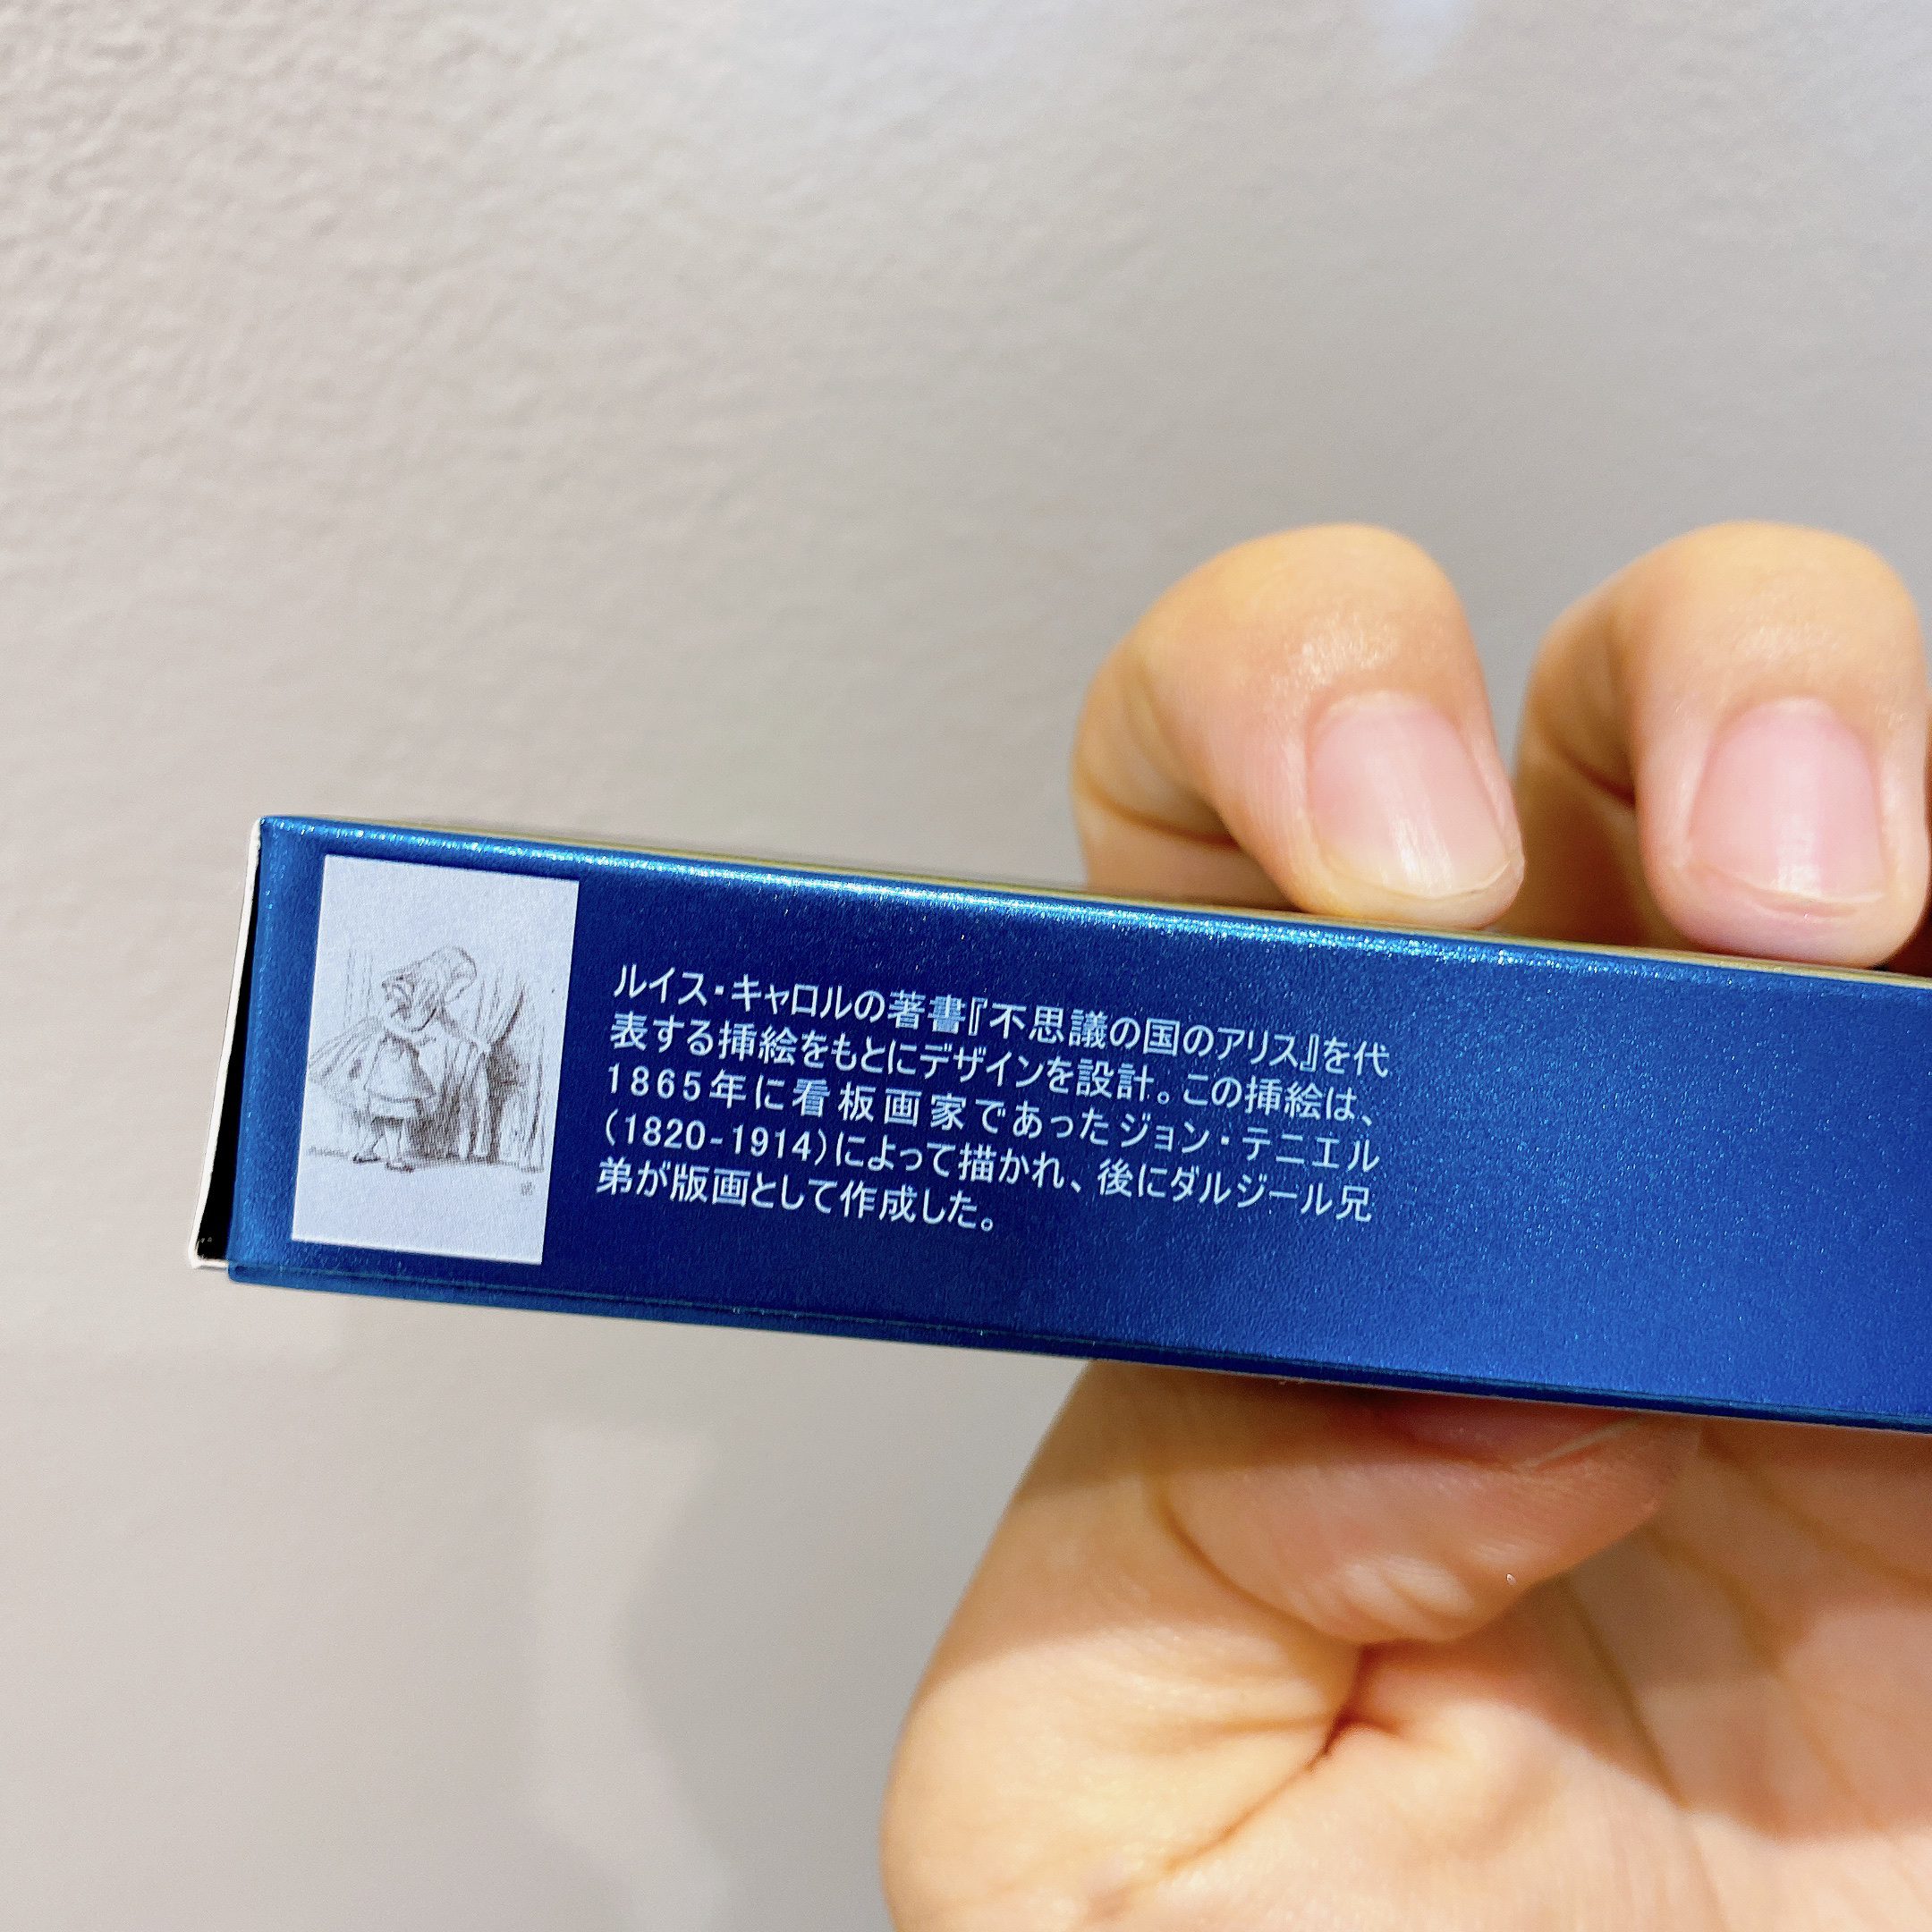 ルイス・キャロルの著書『不思議の国のアリス』を代
表する挿絵をもとにデザインを設計。この挿絵は、
1865年に看板画家であったジョン・テニエル
(1820-1914)によって描かれ、後にダルジール兄
弟が版画として作成した。